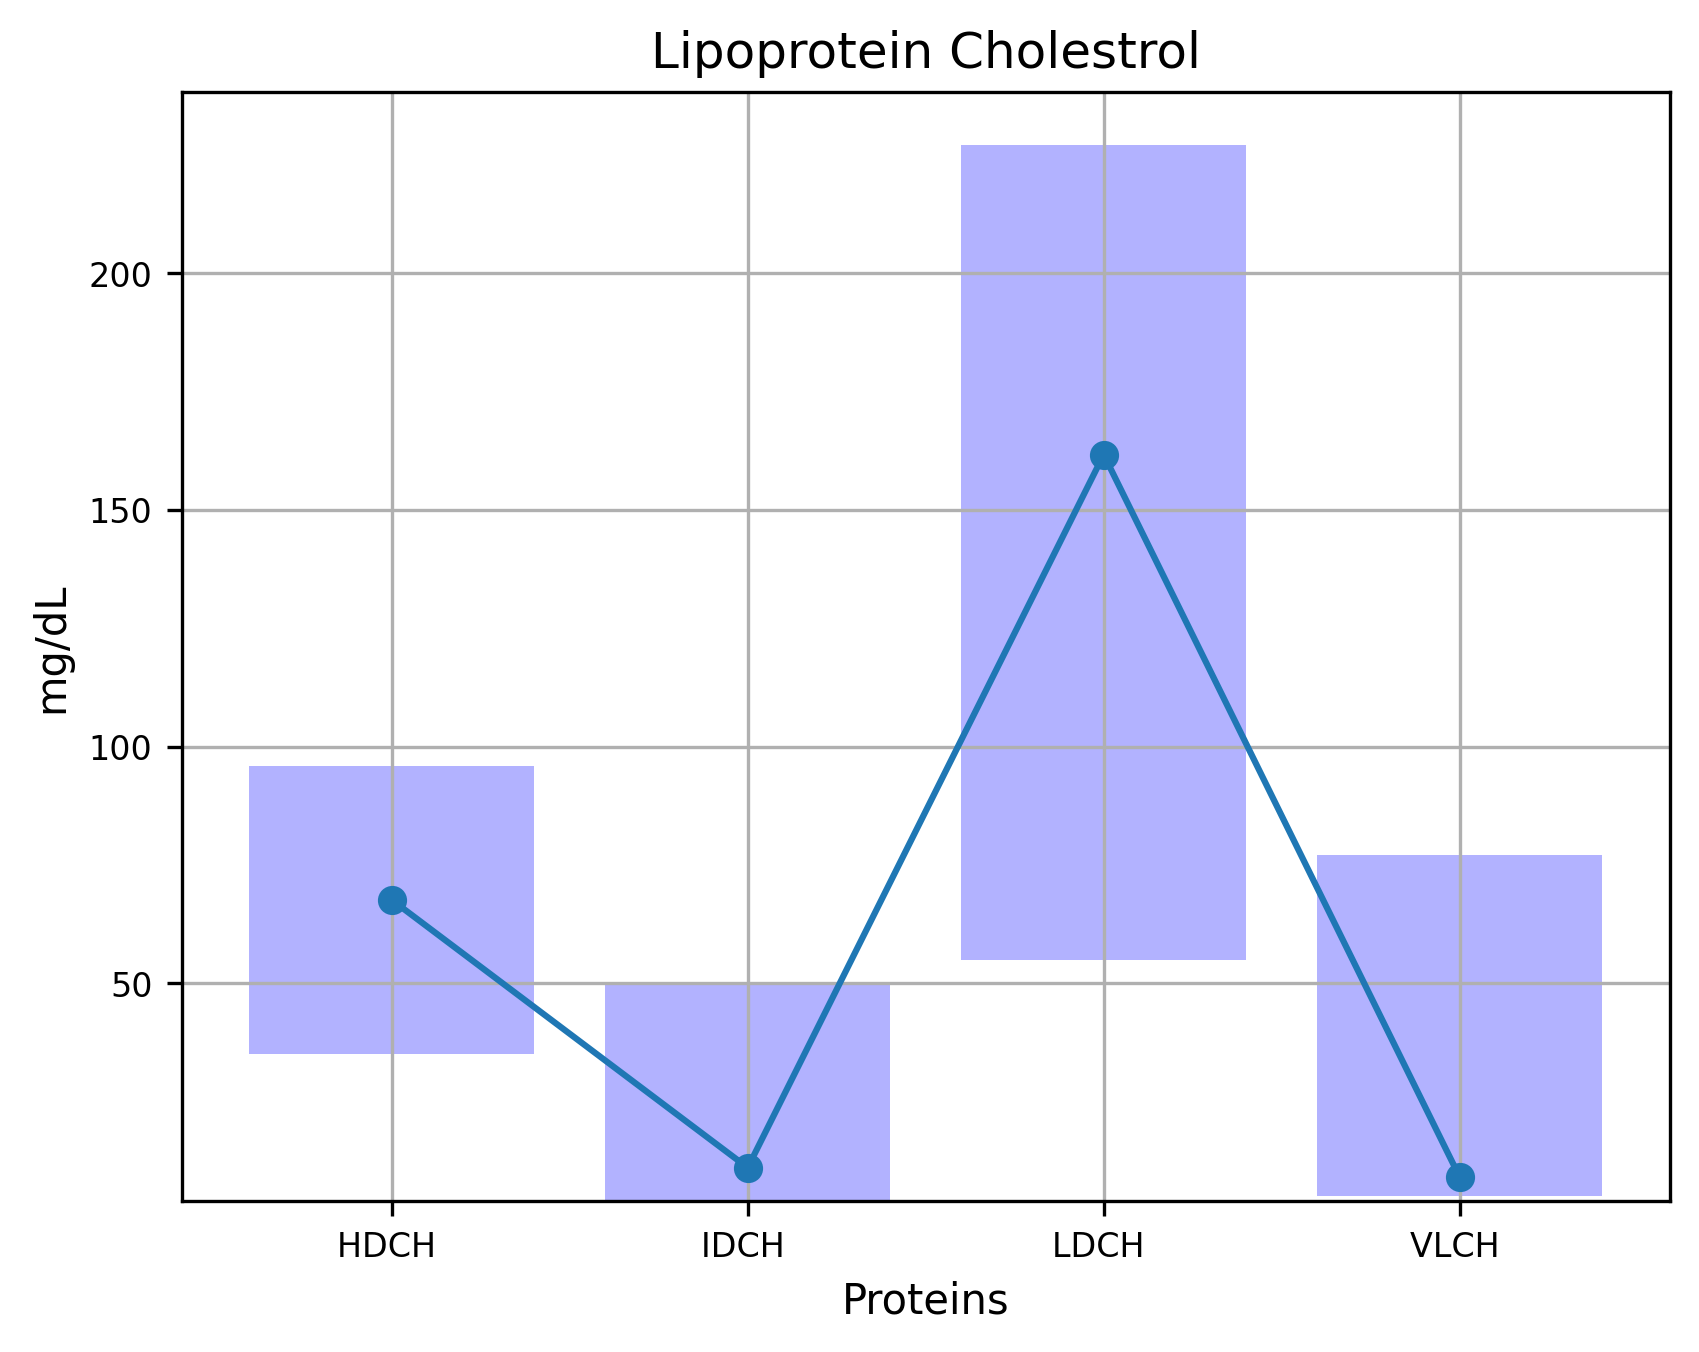 Lipoprotein Cholestrol
200
150
100
50
mg/dL
HDCH IDCH LDCH VLCH
Proteins